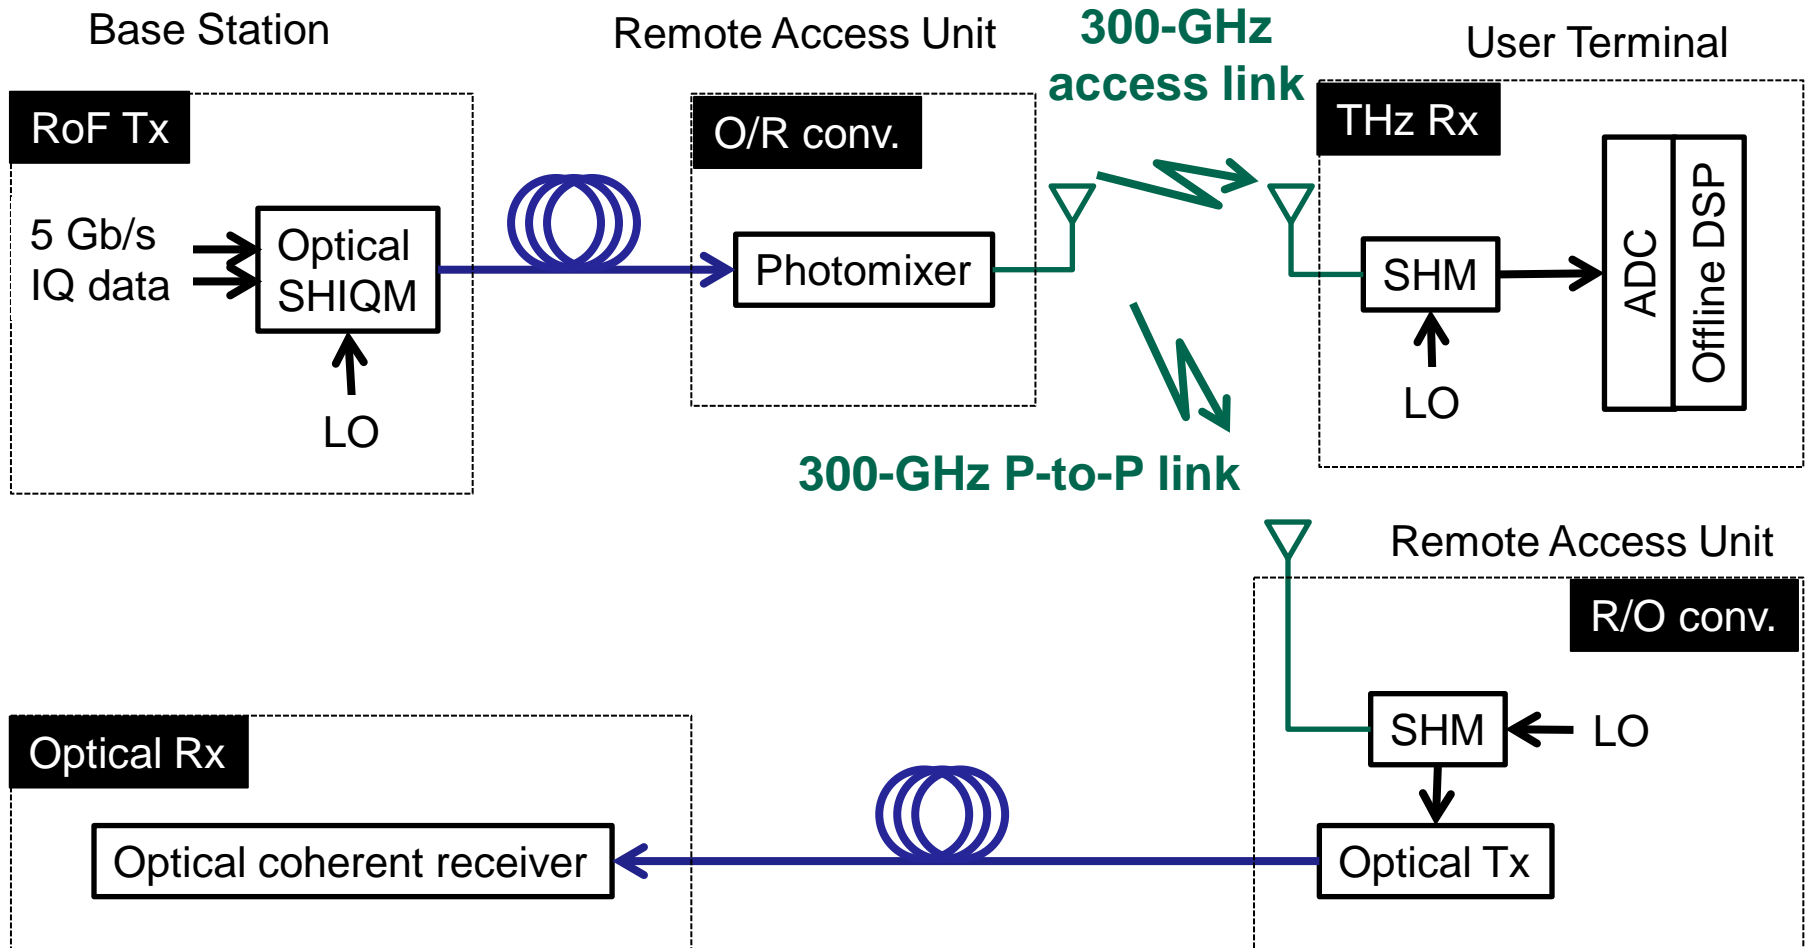 Base Station
Remote Access Unit
300-GHz
access link
User Terminal
RoF Tx
O/R conv.
THz Rx
5 Gb/s
IQ data
Optical
SHIQM
LO
Photomixer
SHM
LO
ADC
Offline DSP
300-GHz P-to-P link
Remote Access Unit
R/O conv.
SHM
LO
Optical Tx
Optical Rx
Optical coherent receiver